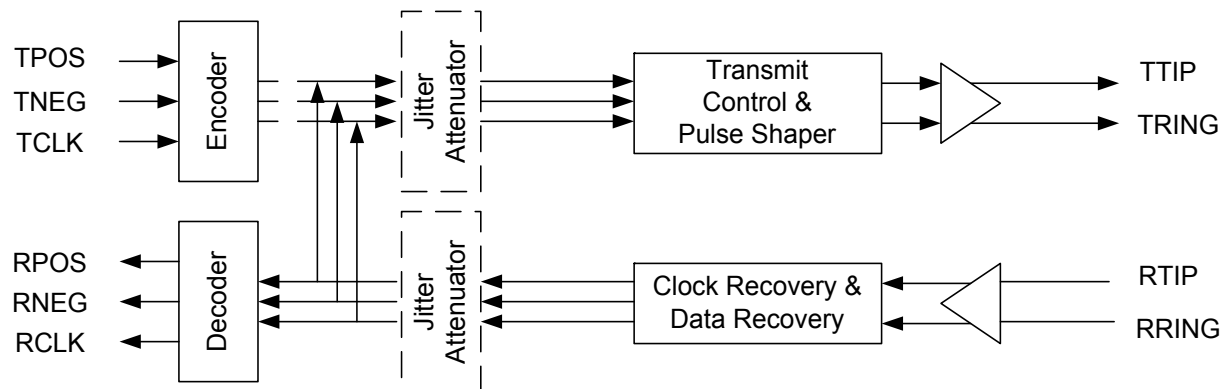 TPOS
TNEG
TCLK
Encoder
Jitter
Attenuator
Transmit
Control &
Pulse Shaper
TTIP
TRING
RPOS
RNEG
RCLK
Decoder
Jitter
Attenuator
Clock Recovery &
Data Recovery
RTIP
RRING